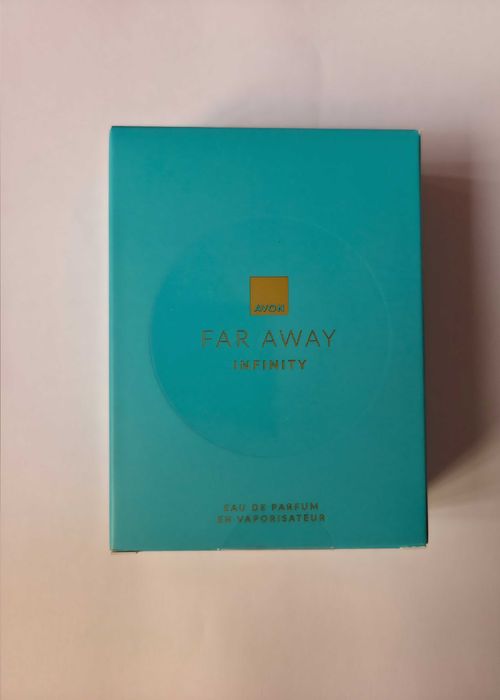 AVON
FAR AWAY
INFINITY
EAU DE PARFUM
EN VAPORISATEUR